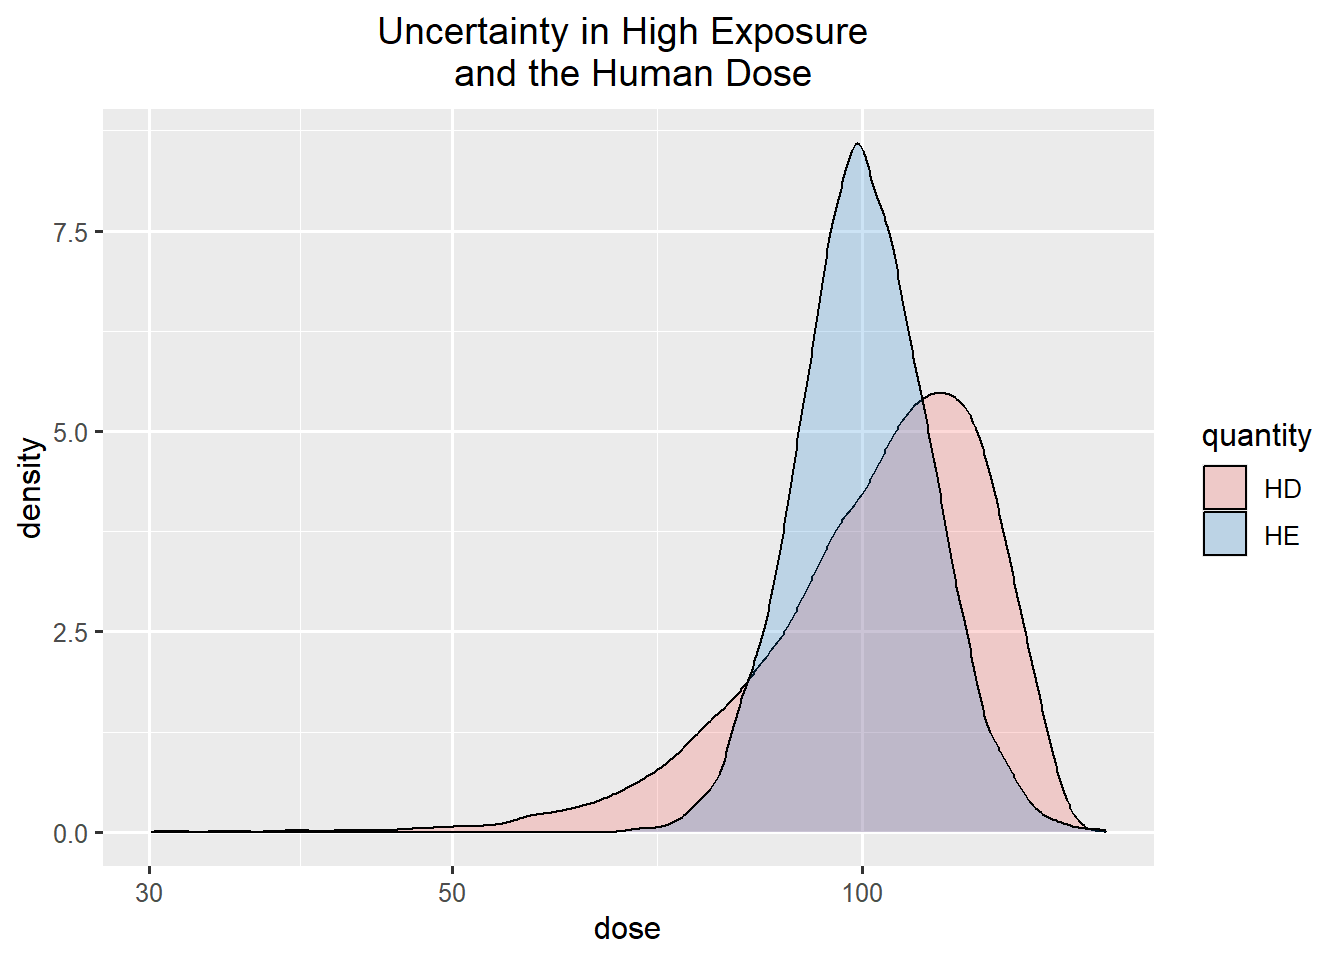 Uncertainty in High Exposure
and the Human Dose
7.5
5.0
2.5
0.0
density
30 50 100
dose
quantity
HD
HE